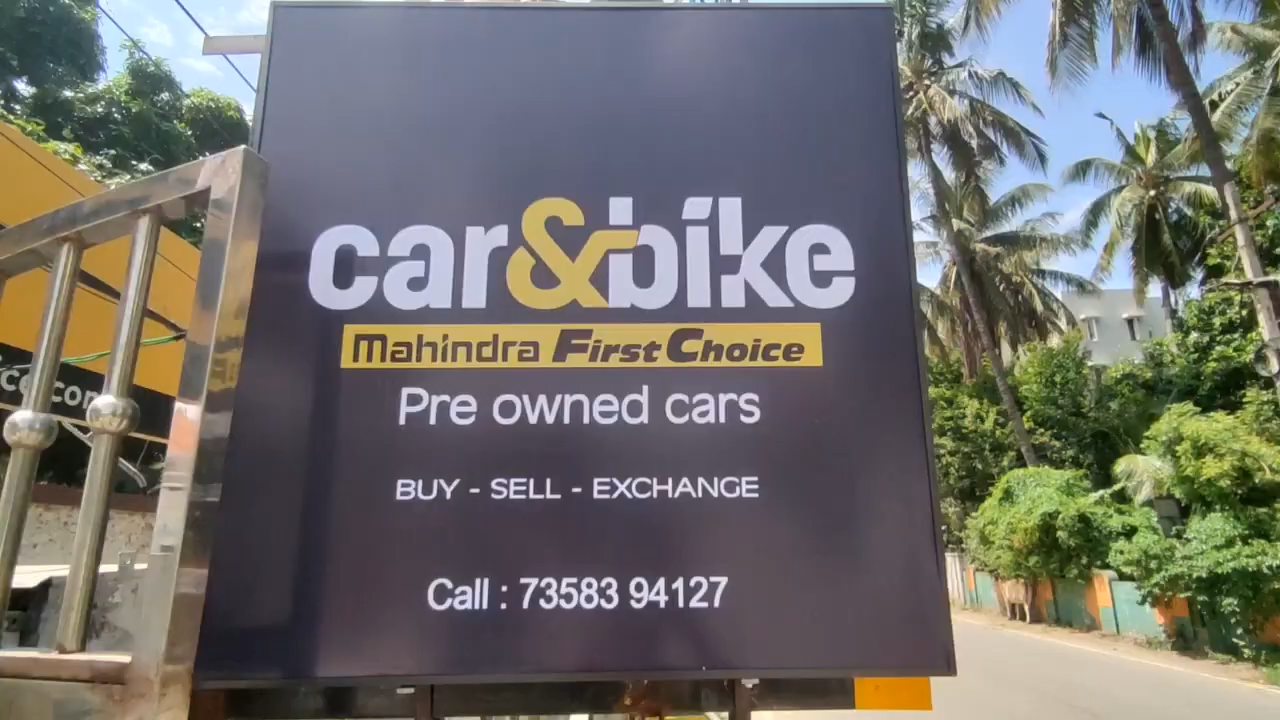 car&bike
Mahindra First Choice
Pre owned cars
BUY - SELL - EXCHANGE
Call : 73583 94127